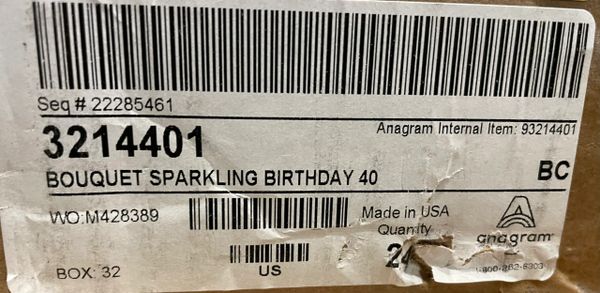 Seq # 22285461
Anagram Internal Item: 93214401
3214401
BC
BOUQUET SPARKLING BIRTHDAY 40
WO:M428389
Made in USA
Quantity
anagram
BOX: 32
US